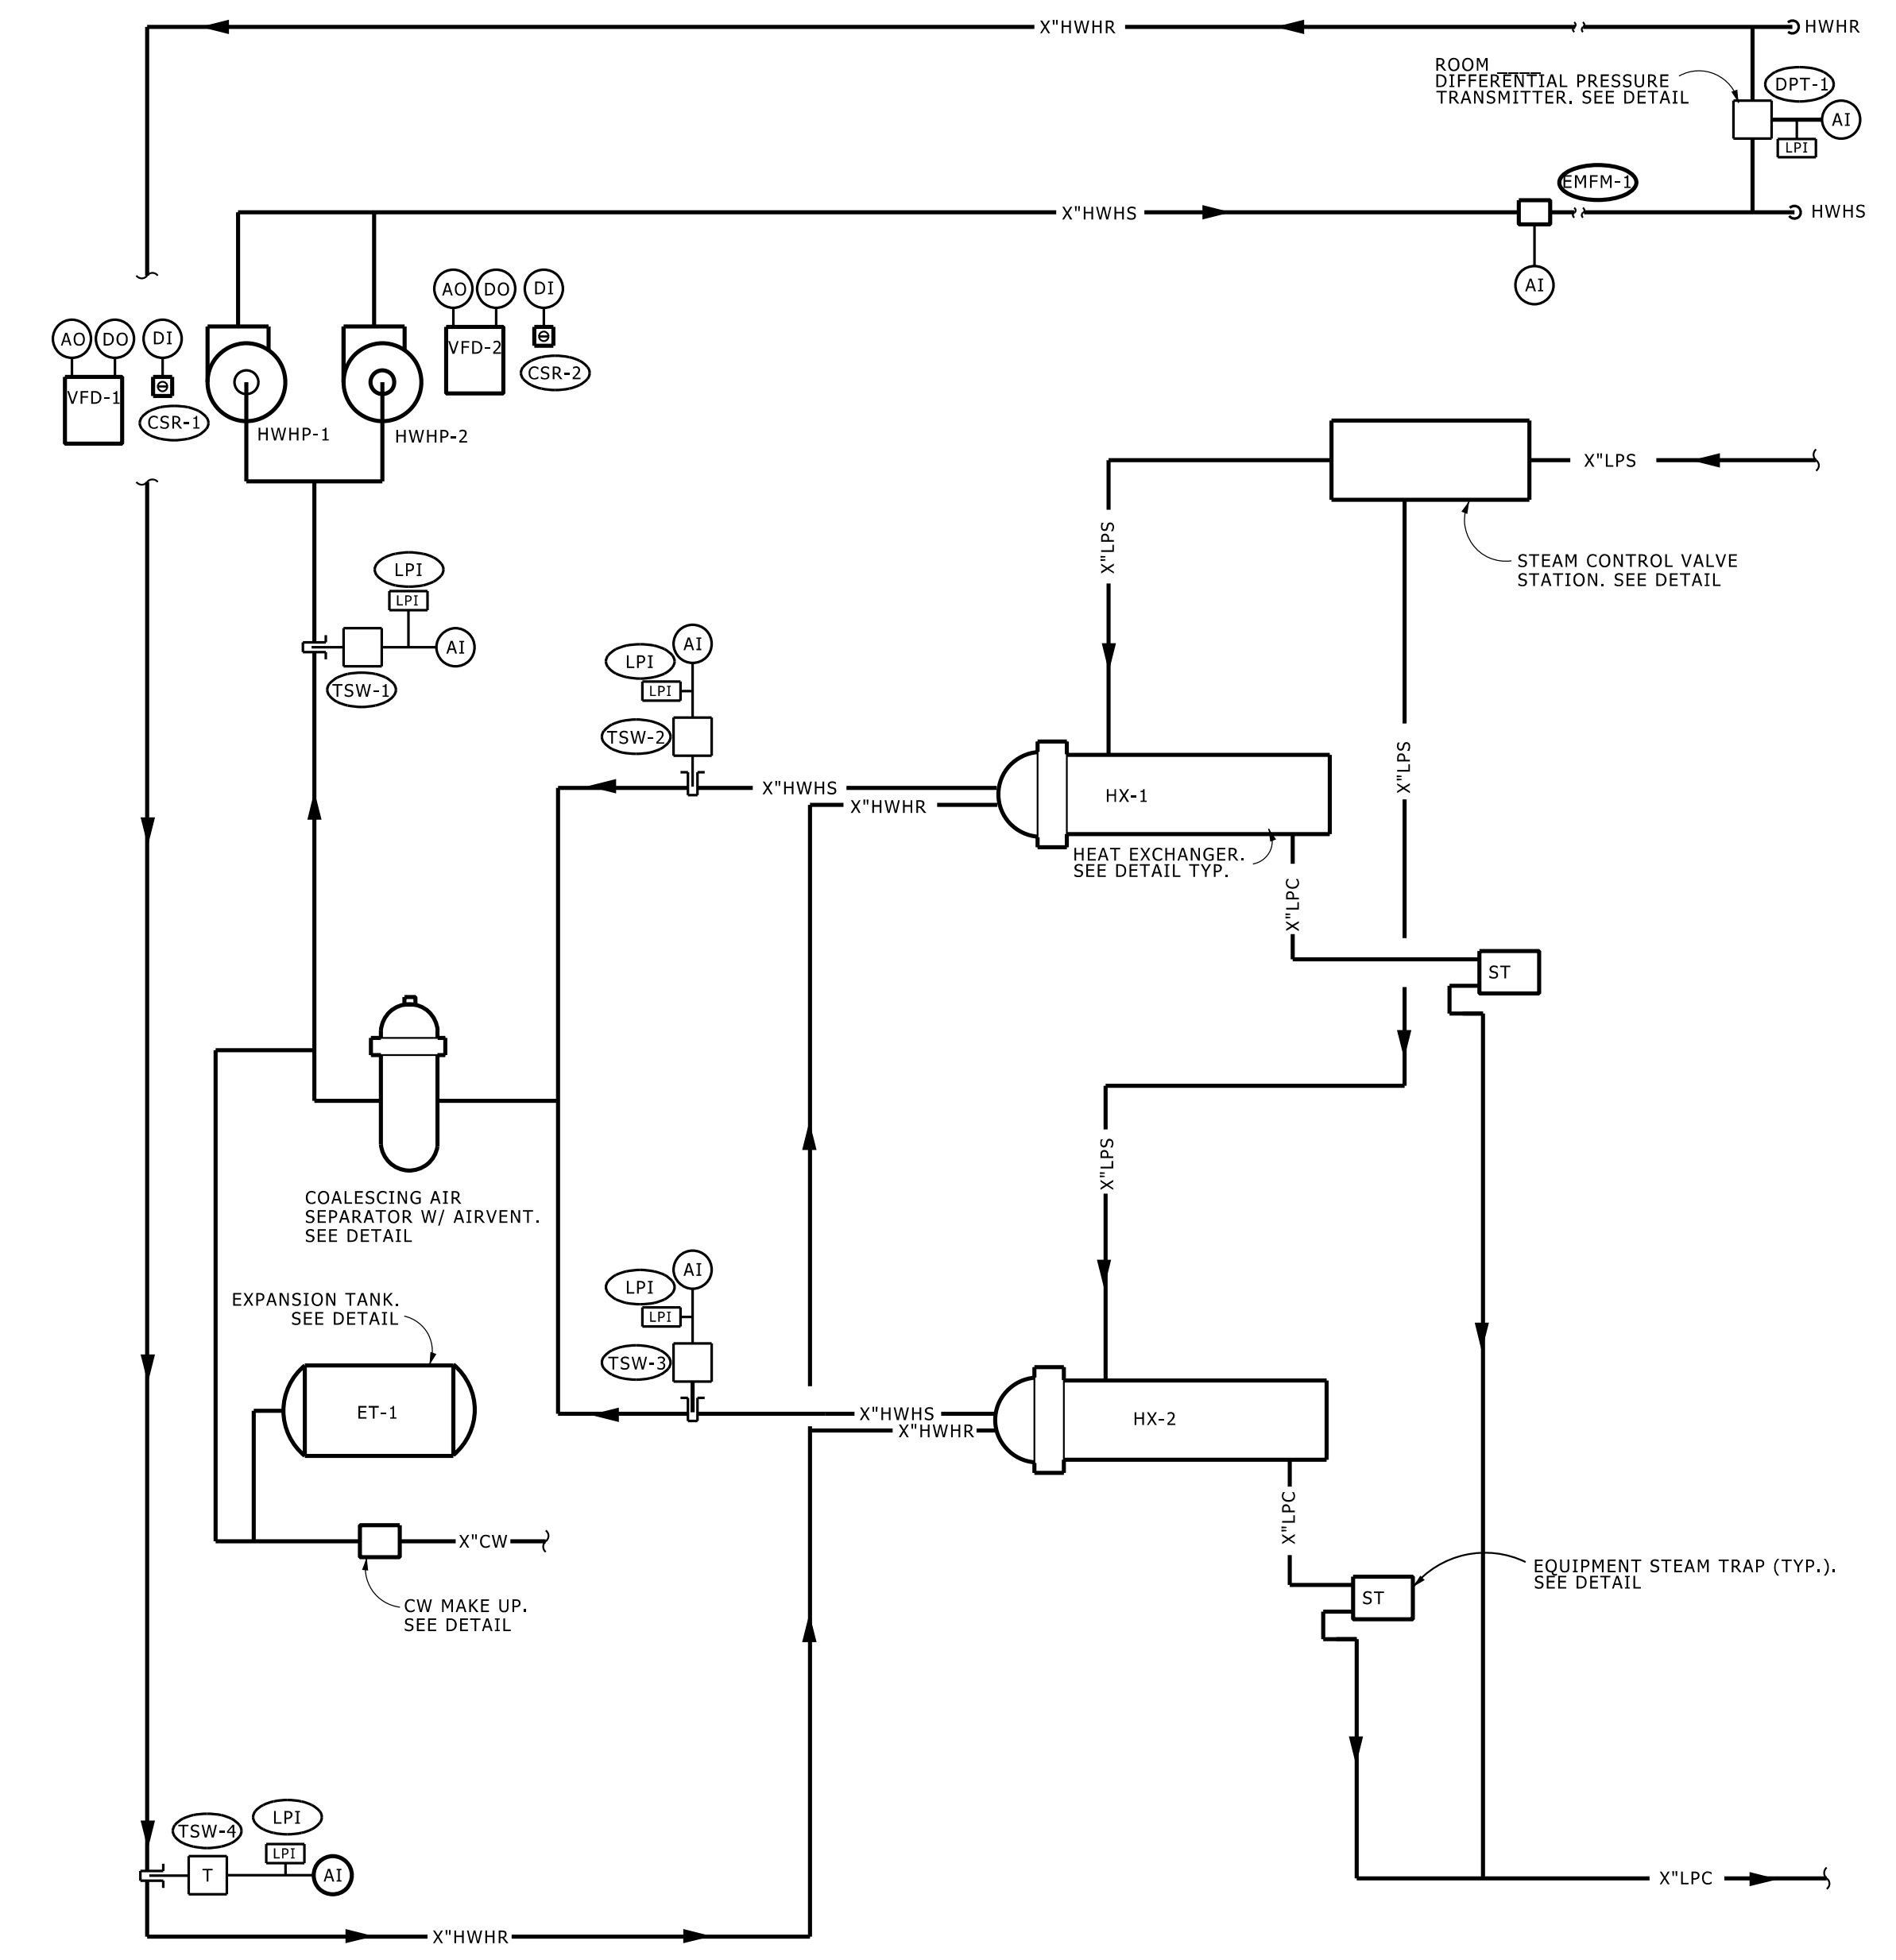 X"HWHR
HWHR
ROOM ____
DIFFERENTIAL PRESSURE
TRANSMITTER. SEE DETAIL
DPT-1
AI
LPI
EMFM-1
X"HWHS
HWHS
AI
AO
DO
DI
VFD-2
CSR-2
AO
DO
DI
VFD-1
CSR-1
HWHP-1
HWHP-2
X"LPS
X"LPS
STEAM CONTROL VALVE
STATION. SEE DETAIL
LPI
LPI
AI
TSW-1
LPI
AI
LPI
TSW-2
X"LPS
X"HWHS
X"HWHR
HX-1
HEAT EXCHANGER.
SEE DETAIL TYP.
X"LPC
ST
COALESCING AIR
SEPARATOR W/ AIRVENT.
SEE DETAIL
X"LPS
EXPANSION TANK.
SEE DETAIL
LPI
AI
LPI
TSW-3
ET-1
X"HWHS
X"HWHR
HX-2
X"LPC
X"CW
CW MAKE UP.
SEE DETAIL
EQUIPMENT STEAM TRAP (TYP.).
SEE DETAIL
ST
TSW-4
LPI
LPI
T
AI
X"HWHR
X"LPC